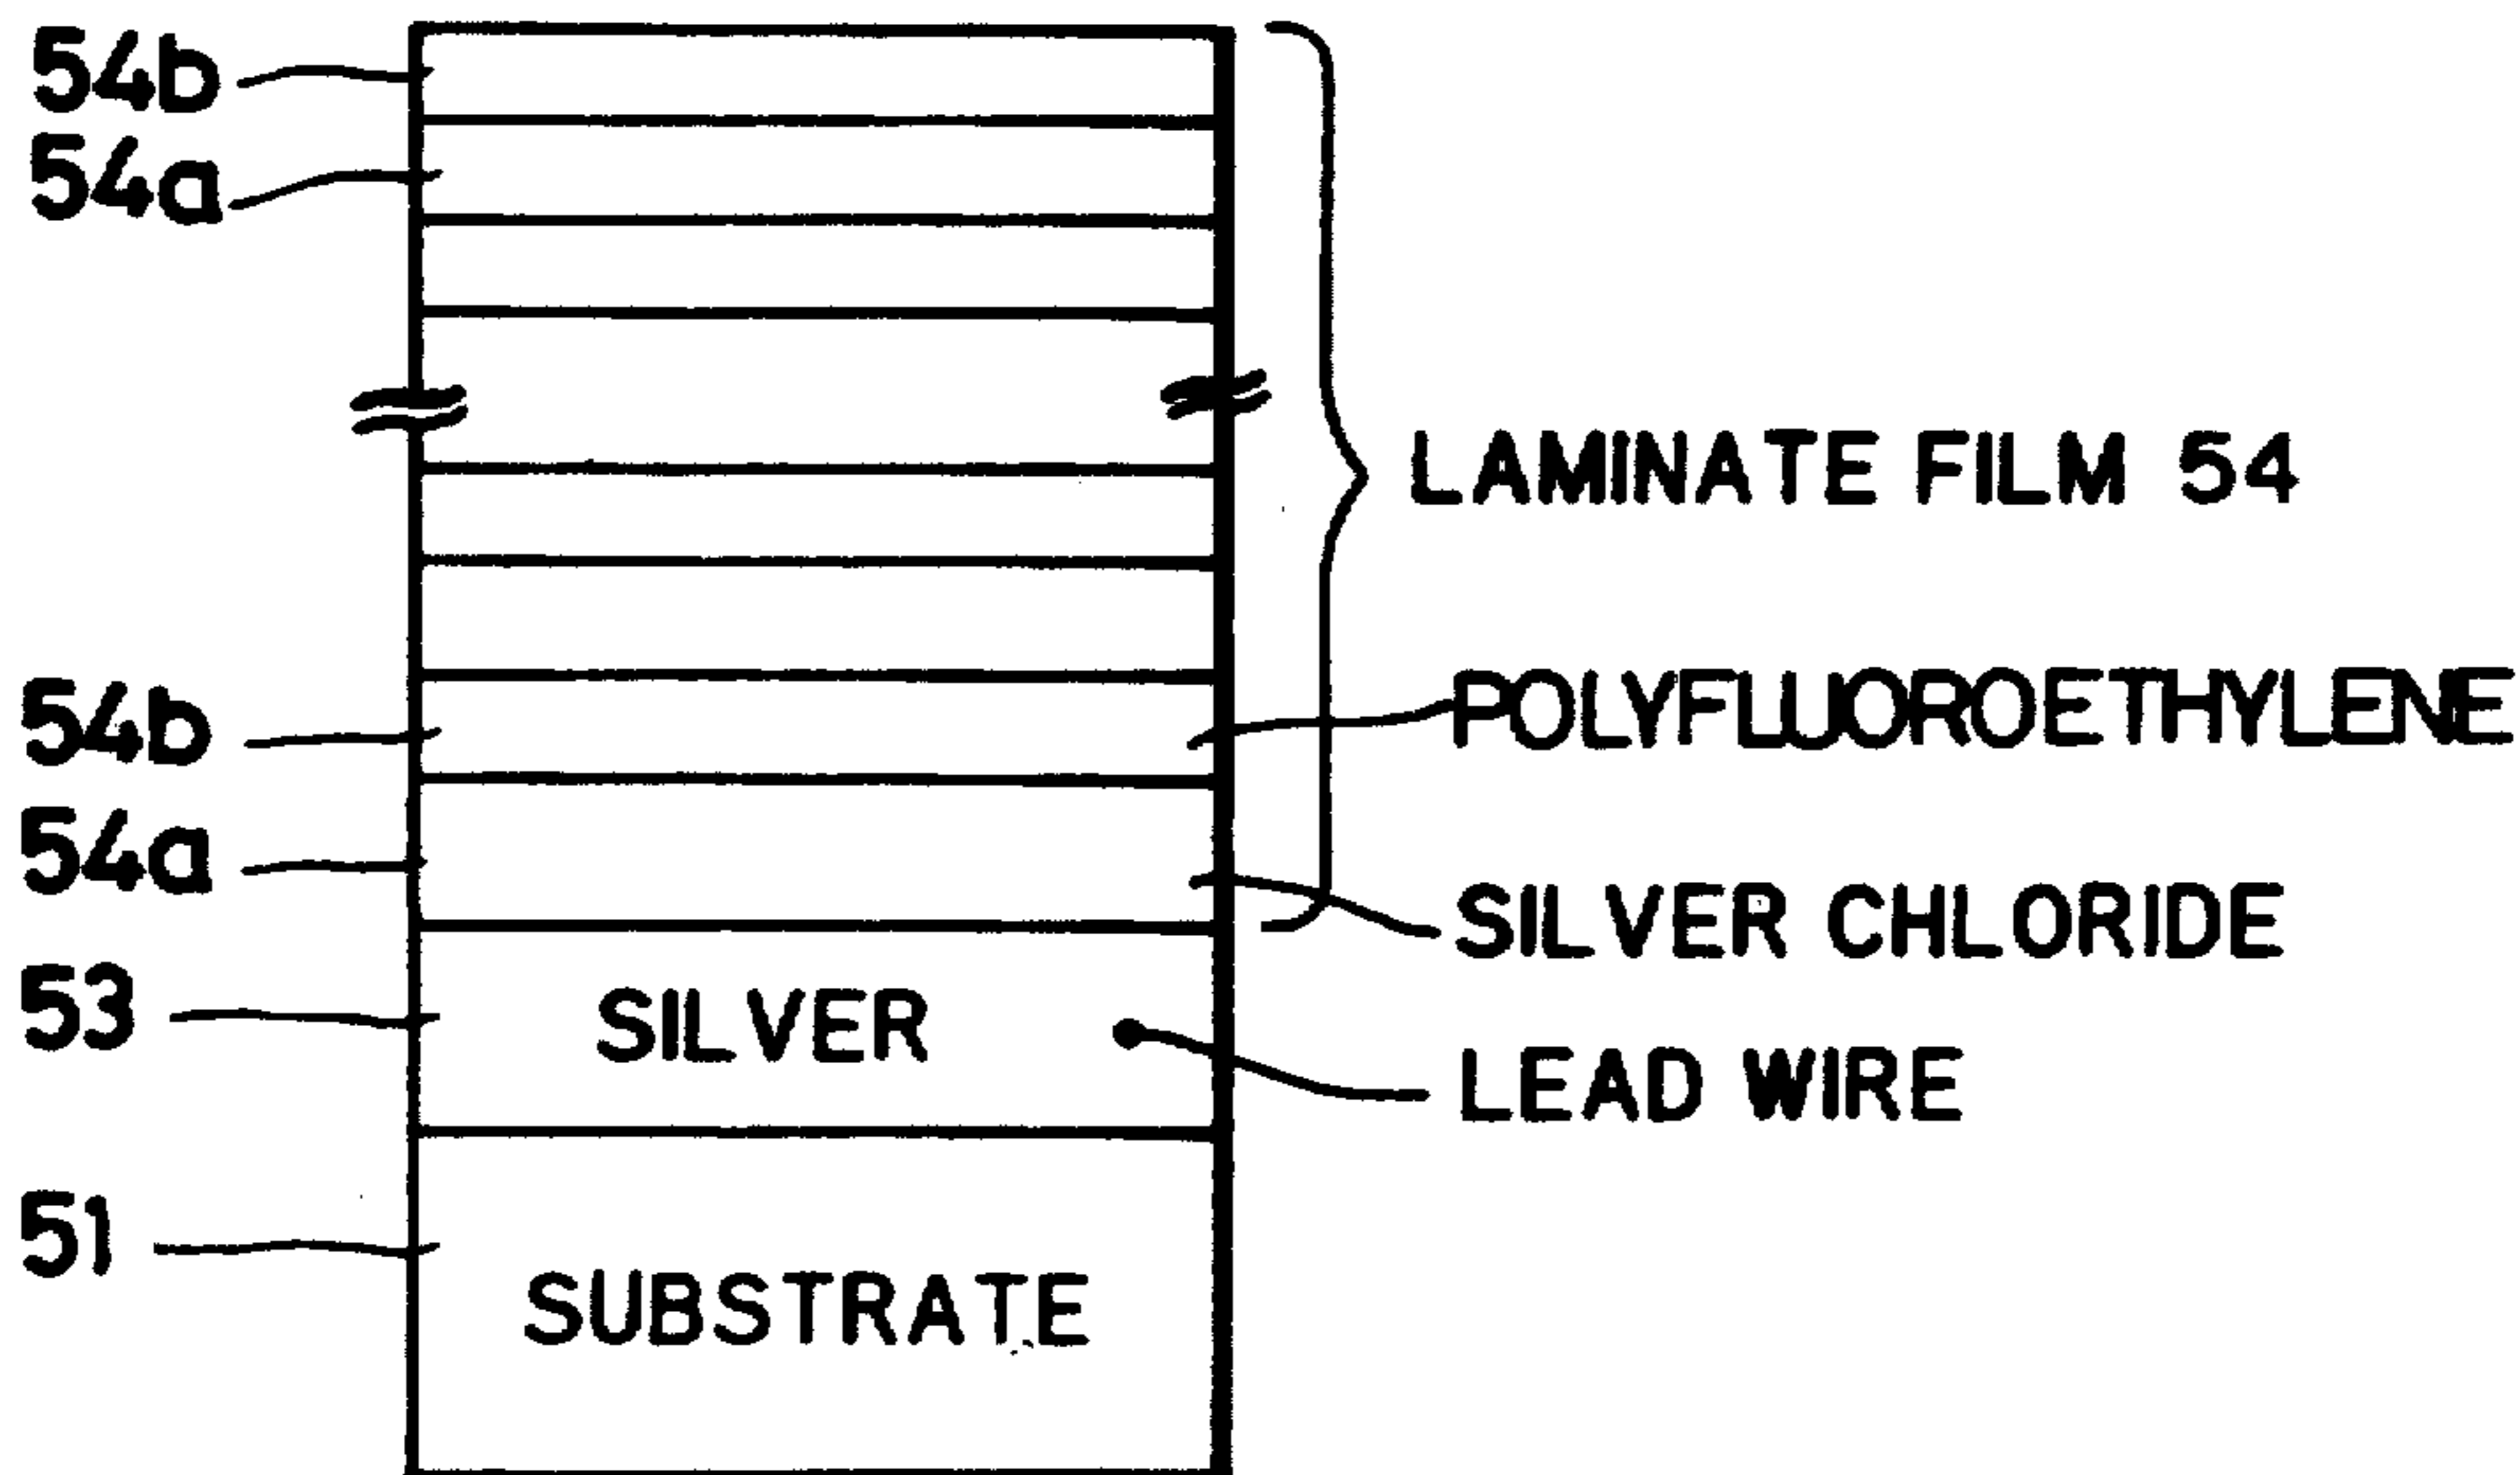 54b
54a
LAMINATE FILM 54
54b
POLYFLUOROETHYLENE
54a
SILVER CHLORIDE
53
SILVER
LEAD WIRE
51
SUBSTRATE